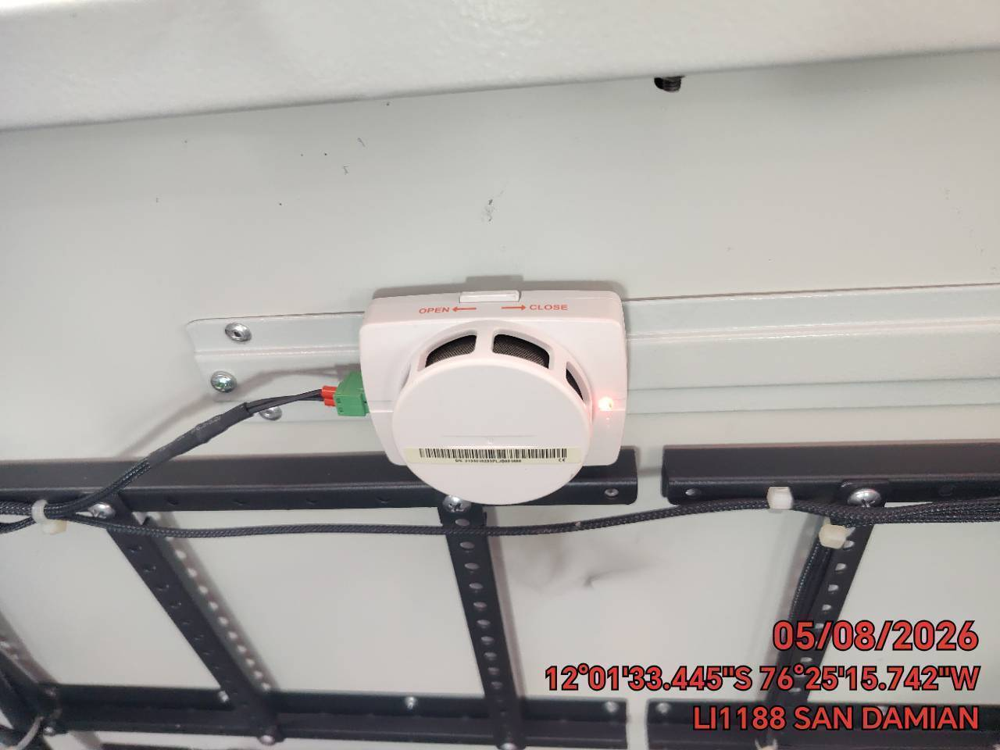 OPEN CLOSE
05/08/2026
12°01'33.445"S 76°25'15.742"W
LI1188 SAN DAMIAN